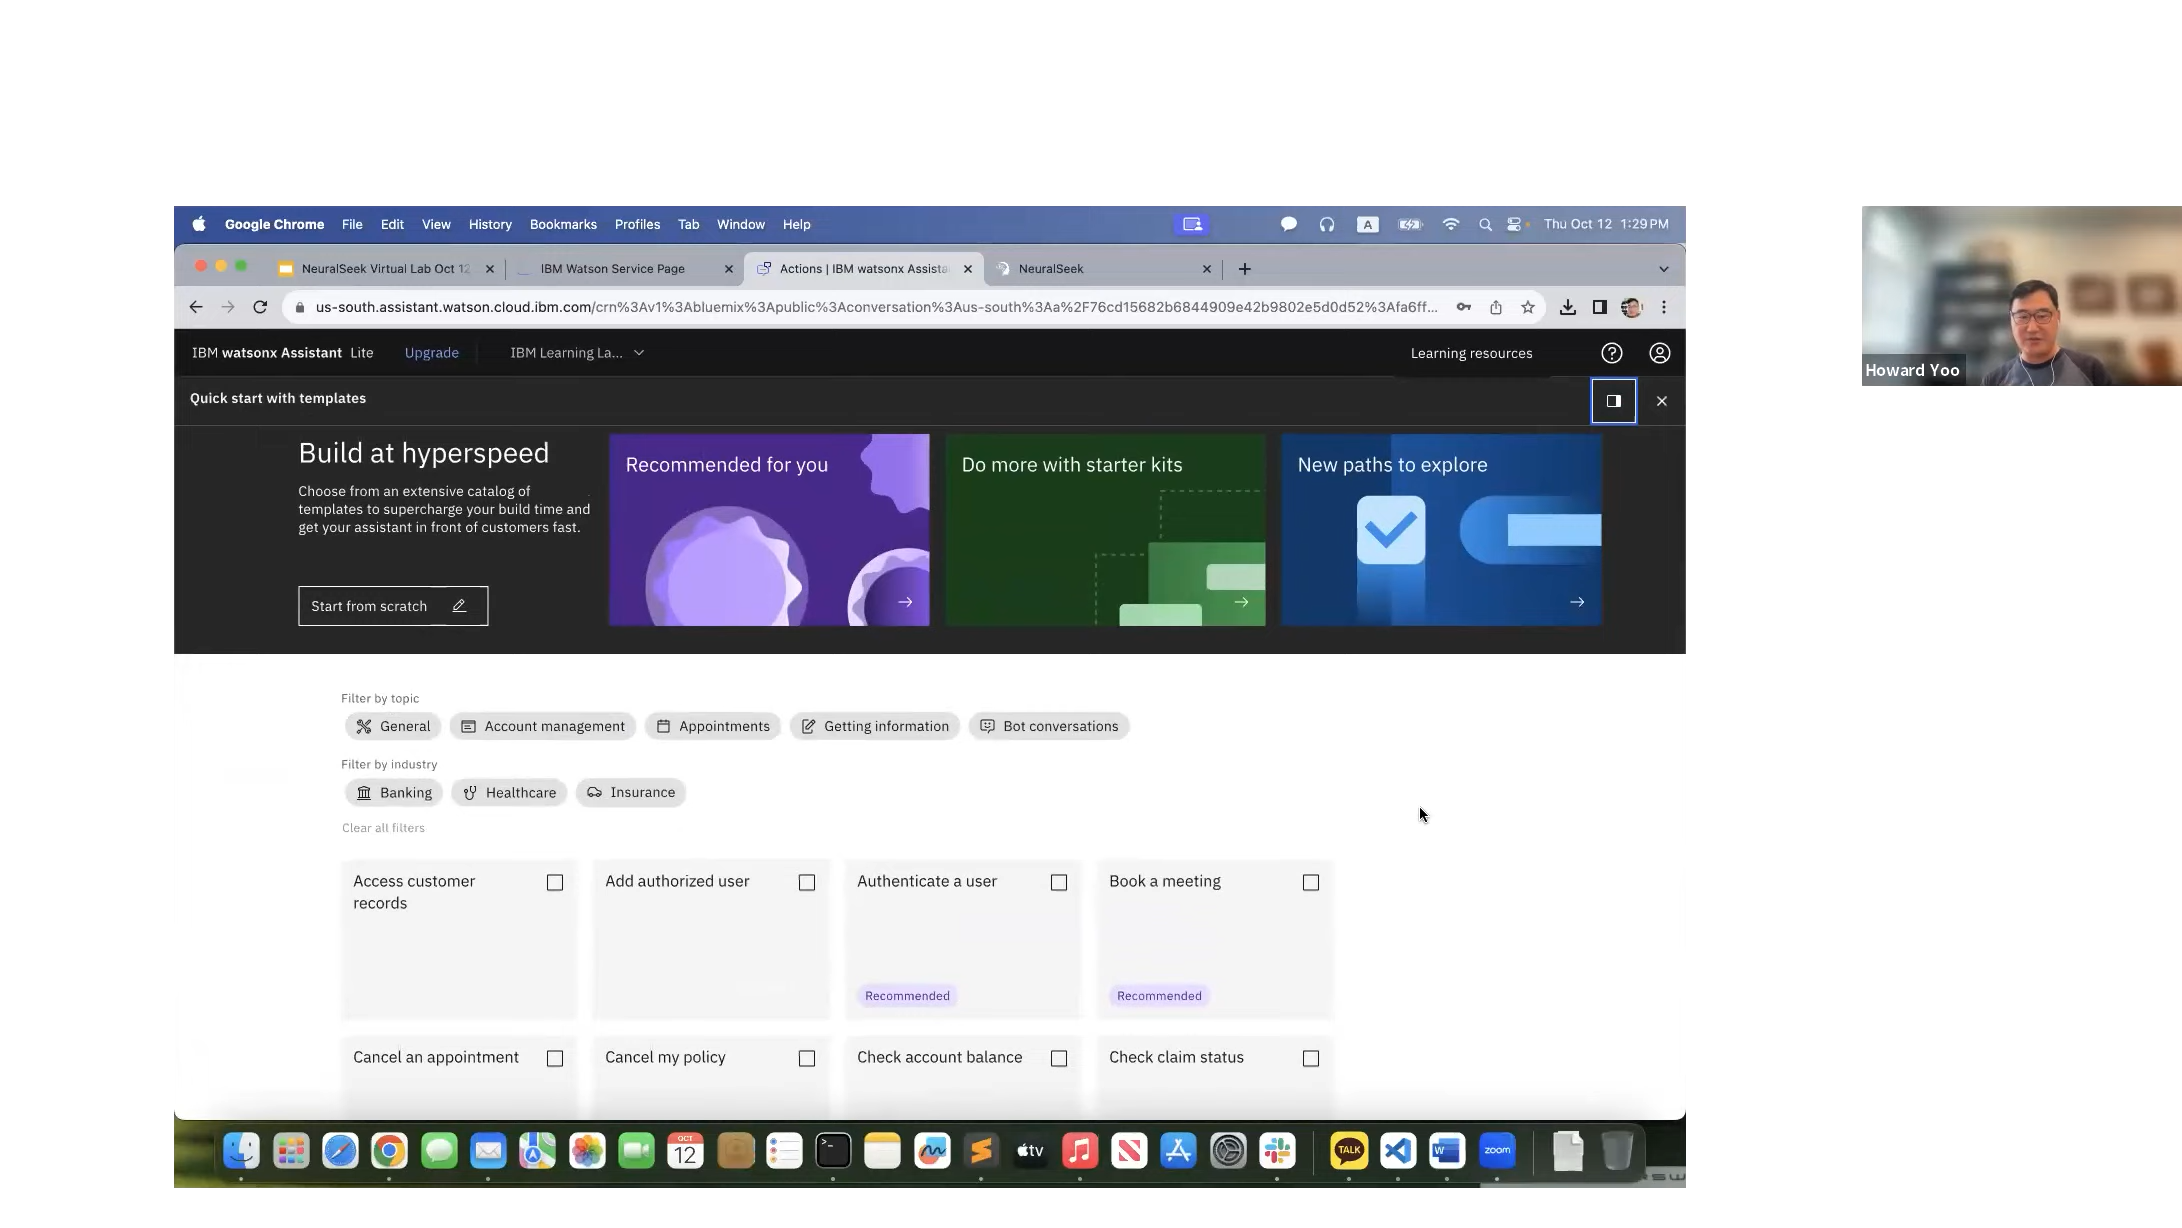 Google Chrome File Edit View History Bookmarks Profiles Tab Window Help
A
Thu Oct 12 1:29 PM
NeuralSeek Virtual Lab Oct 12
IBM Watson Service Page
Actions | IBM watsonx Assista
NeuralSeek
us-south.assistant.watson.cloud.ibm.com/crn%3Av1%3Abluemix%3Apublic%3Aconversation%3Aus-south%3Aa%2F76cd15682b6844909e42b9802e5d0d52%3Afa6ff...
IBM watsonx Assistant Lite
Upgrade
IBM Learning La...
Learning resources
Howard Yoo
Quick start with templates
Build at hyperspeed
Choose from an extensive catalog of
templates to supercharge your build time and
get your assistant in front of customers fast.
Start from scratch
Recommended for you
Do more with starter kits
New paths to explore
Filter by topic
General
Account management
Appointments
Getting information
Bot conversations
Filter by industry
Banking
Healthcare
Insurance
Clear all filters
Access customer
records
Add authorized user
Authenticate a user
Recommended
Book a meeting
Recommended
Cancel an appointment
Cancel my policy
Check account balance
Check claim status
OCT
12
tv
TALK
W
zoom